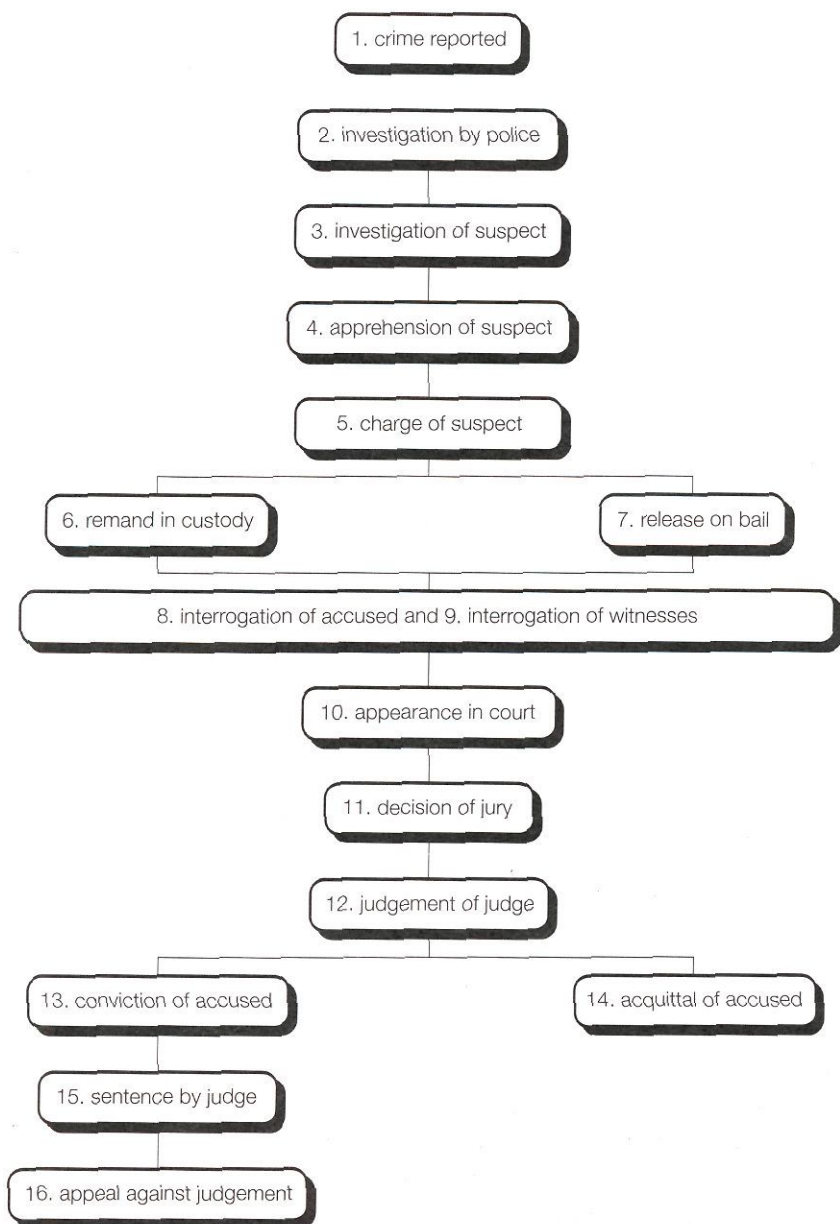 1. crime reported
2. investigation by police
3. investigation of suspect
4. apprehension of suspect
5. charge of suspect
6. remand in custody
7. release on bail
8. interrogation of accused and 9. interrogation of witnesses
10. appearance in court
11. decision of jury
12. judgement of judge
13. conviction of accused
14. acquittal of accused
15. sentence by judge
16. appeal against judgement